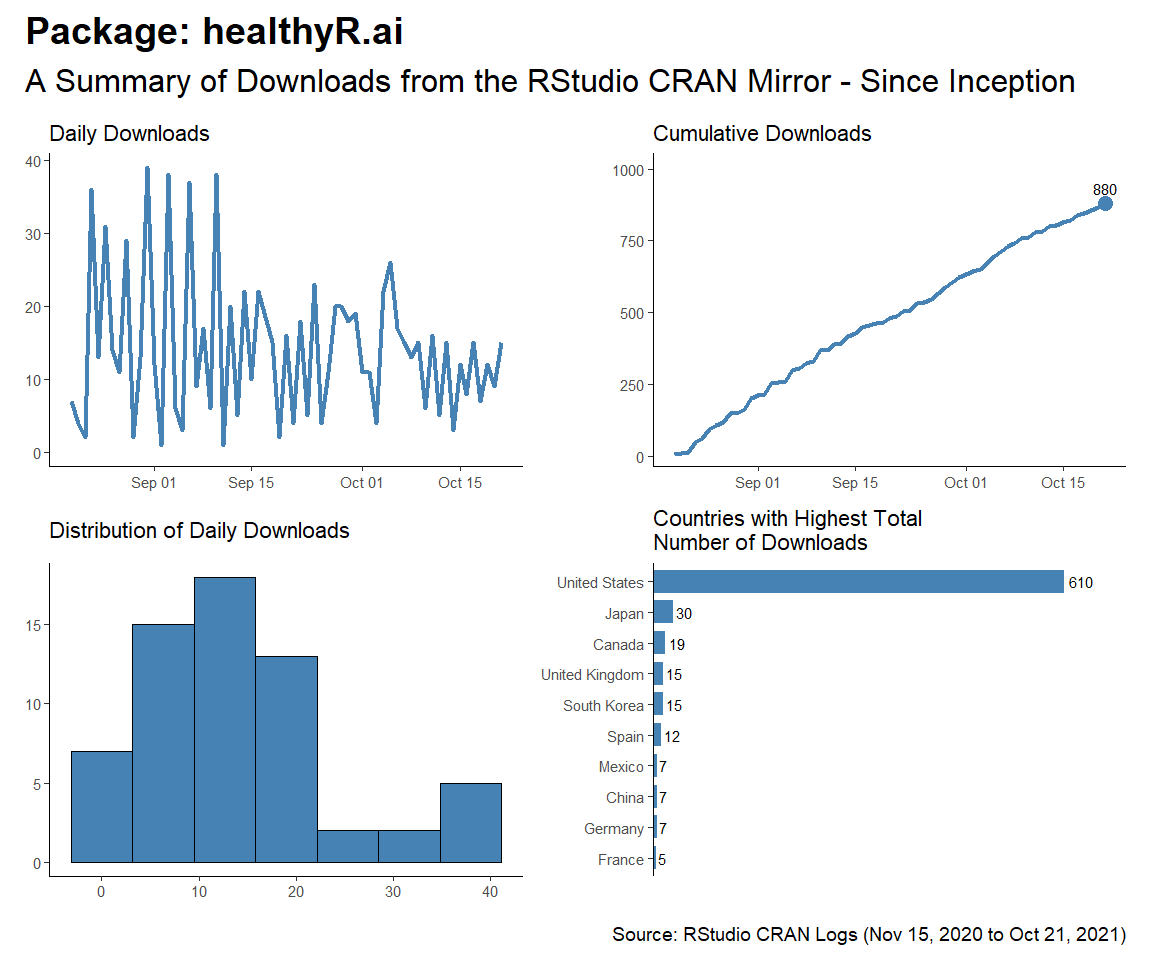 Package: healthyR.ai
A Summary of Downloads from the RStudio CRAN Mirror - Since Inception
Daily Downloads
40
30
20
10
0
Sep 01 Sep 15 Oct 01 Oct 15
Cumulative Downloads
1000
750
500
250
0
880
Sep 01 Sep 15 Oct 01 Oct 15
Distribution of Daily Downloads
15
10
5
0
0 10 20 30 40
Countries with Highest Total
Number of Downloads
United States 610
Japan 30
Canada 19
United Kingdom 15
South Korea 15
Spain 12
Mexico 7
China 7
Germany 7
France 5
Source: RStudio CRAN Logs (Nov 15, 2020 to Oct 21, 2021)